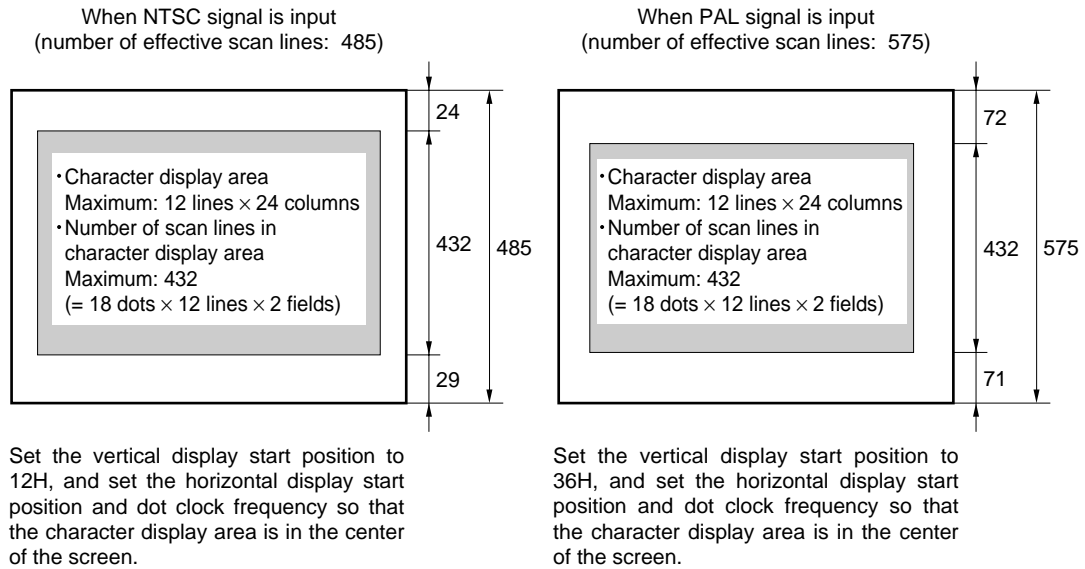 When NTSC signal is input
(number of effective scan lines: 485)
24
・Character display area
Maximum: 12 lines × 24 columns
・Number of scan lines in
character display area
Maximum: 432
(= 18 dots × 12 lines × 2 fields)
432
485
29
Set the vertical display start position to
12H, and set the horizontal display start
position and dot clock frequency so that
the character display area is in the center
of the screen.
When PAL signal is input
(number of effective scan lines: 575)
72
・Character display area
Maximum: 12 lines × 24 columns
・Number of scan lines in
character display area
Maximum: 432
(= 18 dots × 12 lines × 2 fields)
432
575
71
Set the vertical display start position to
36H, and set the horizontal display start
position and dot clock frequency so that
the character display area is in the center
of the screen.